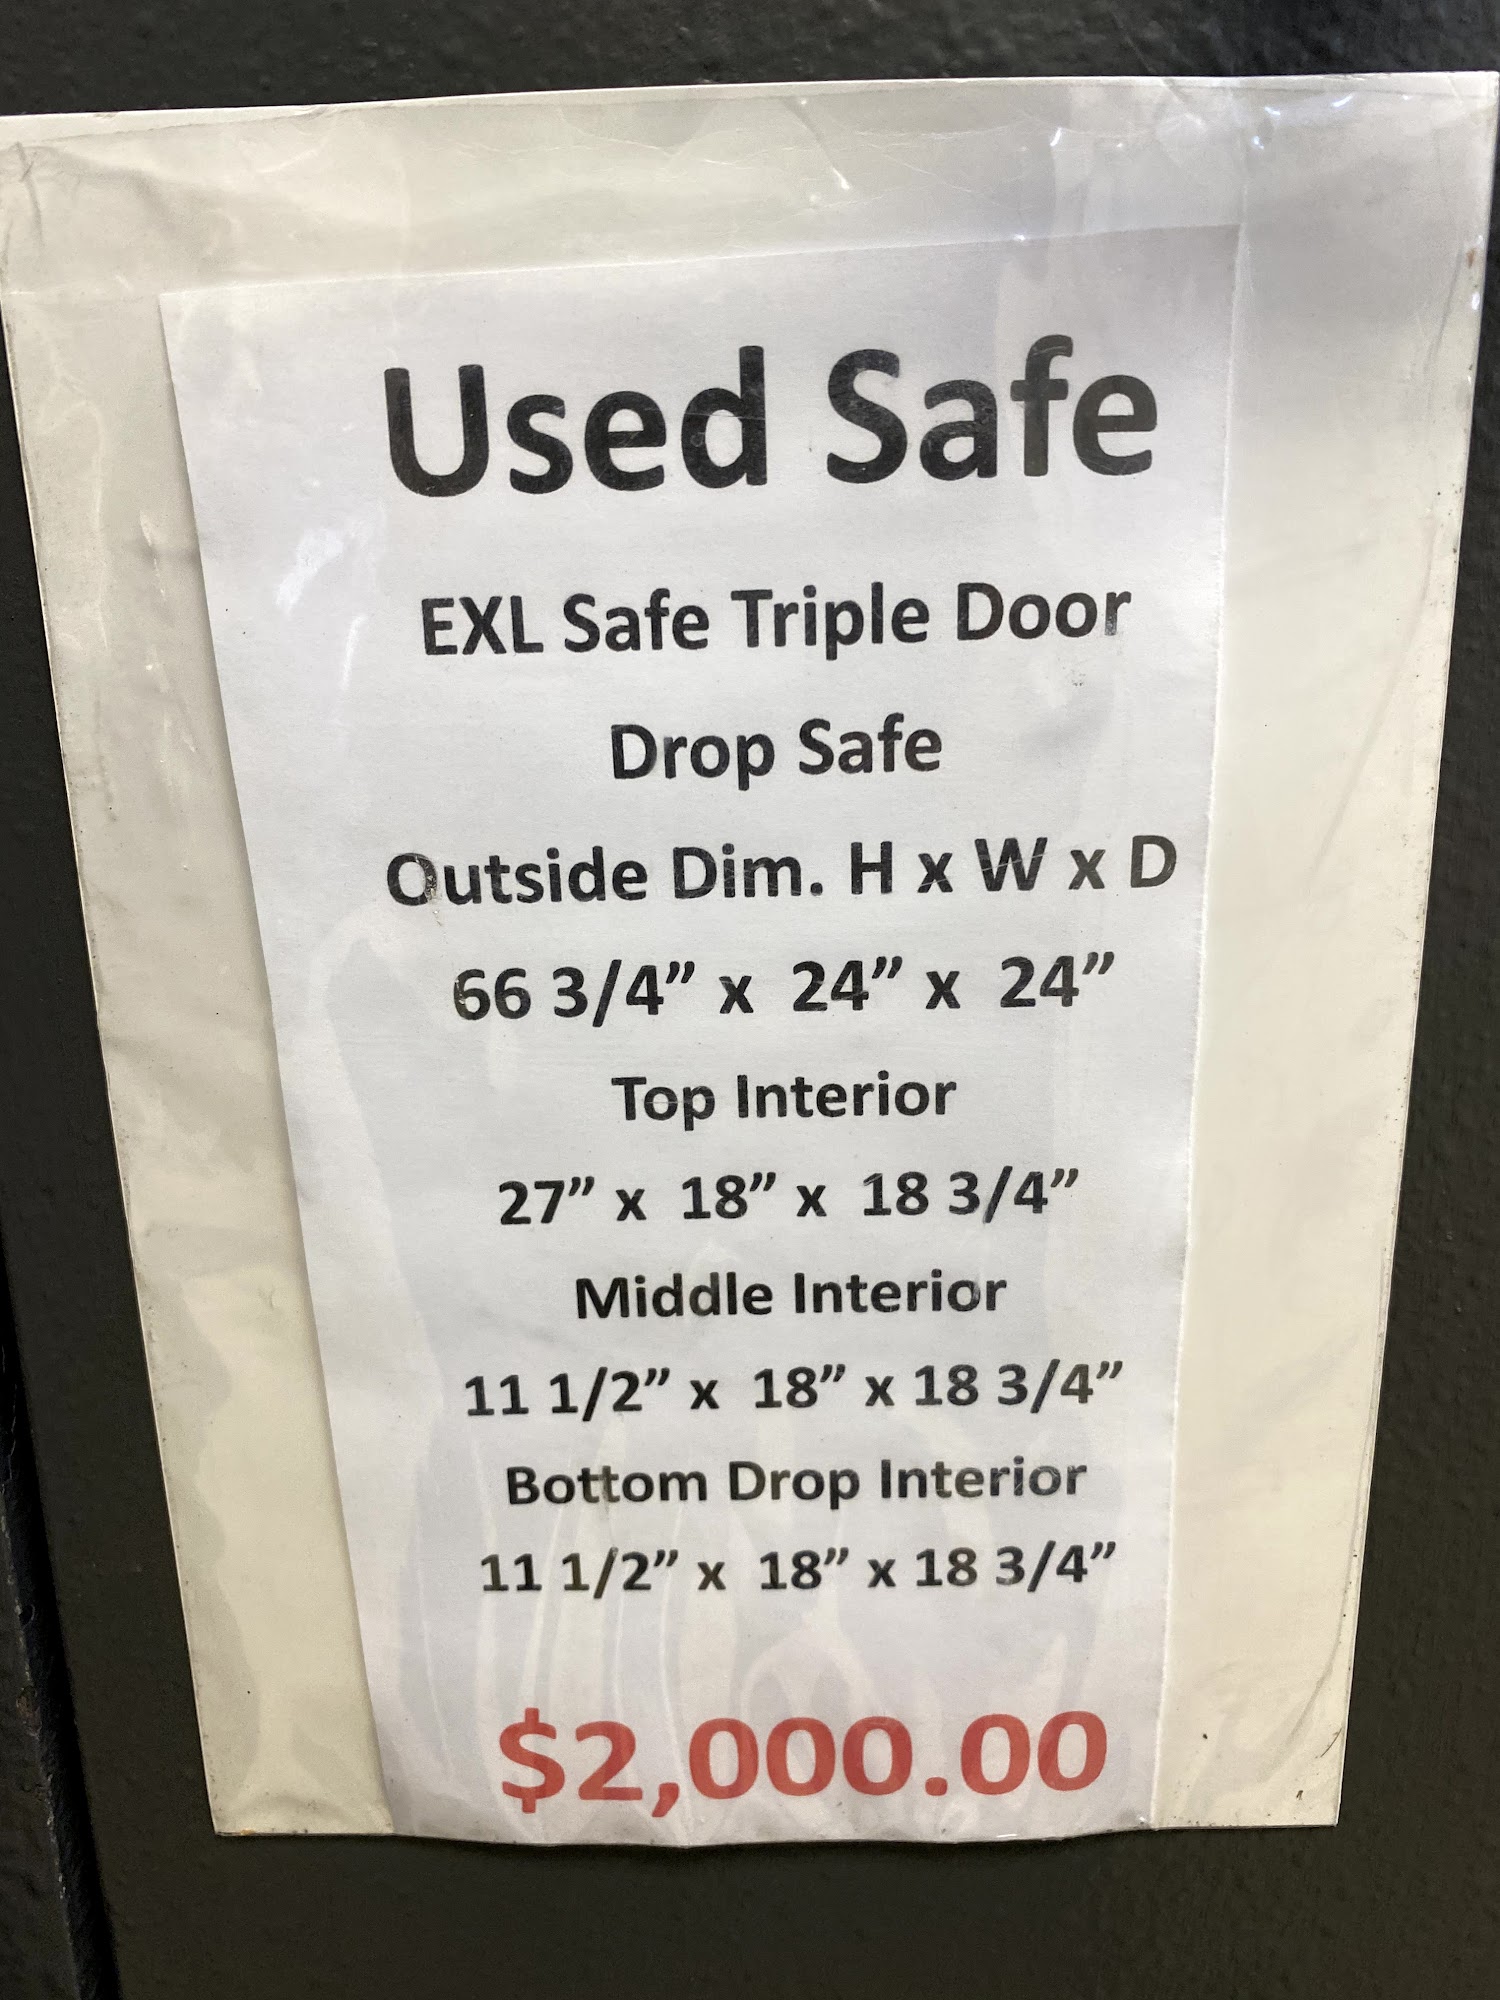 Used Safe
EXL Safe Triple Door
Drop Safe
Outside Dim. H x W x D
66 3/4” x 24” x 24”
Top Interior
27” x 18” x 18 3/4”
Middle Interior
11 1/2” x 18” x 18 3/4”
Bottom Drop Interior
11 1/2” x 18” x 18 3/4”
$2,000.00